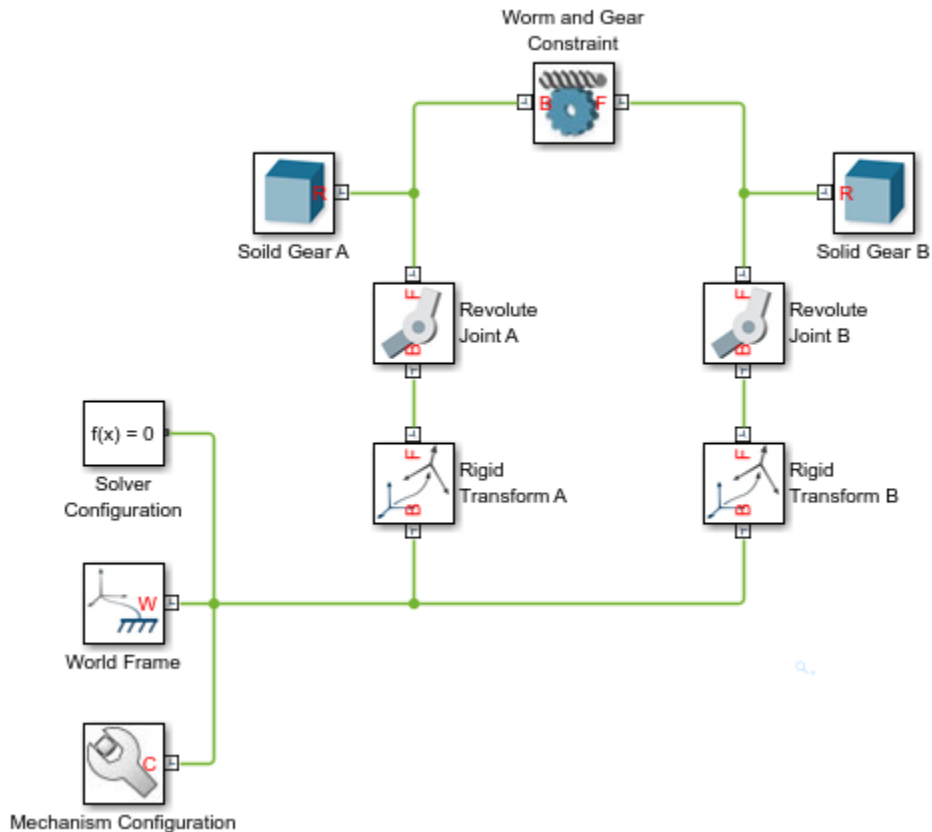 Worm and Gear
Constraint
B F
R
R
Soild Gear A
Solid Gear B
F
F
Revolute
Joint A
Revolute
Joint B
B
B
f(x) = 0
Solver
Configuration
F
F
Rigid
Transform A
Rigid
Transform B
B
B
W
World Frame
C
Mechanism Configuration